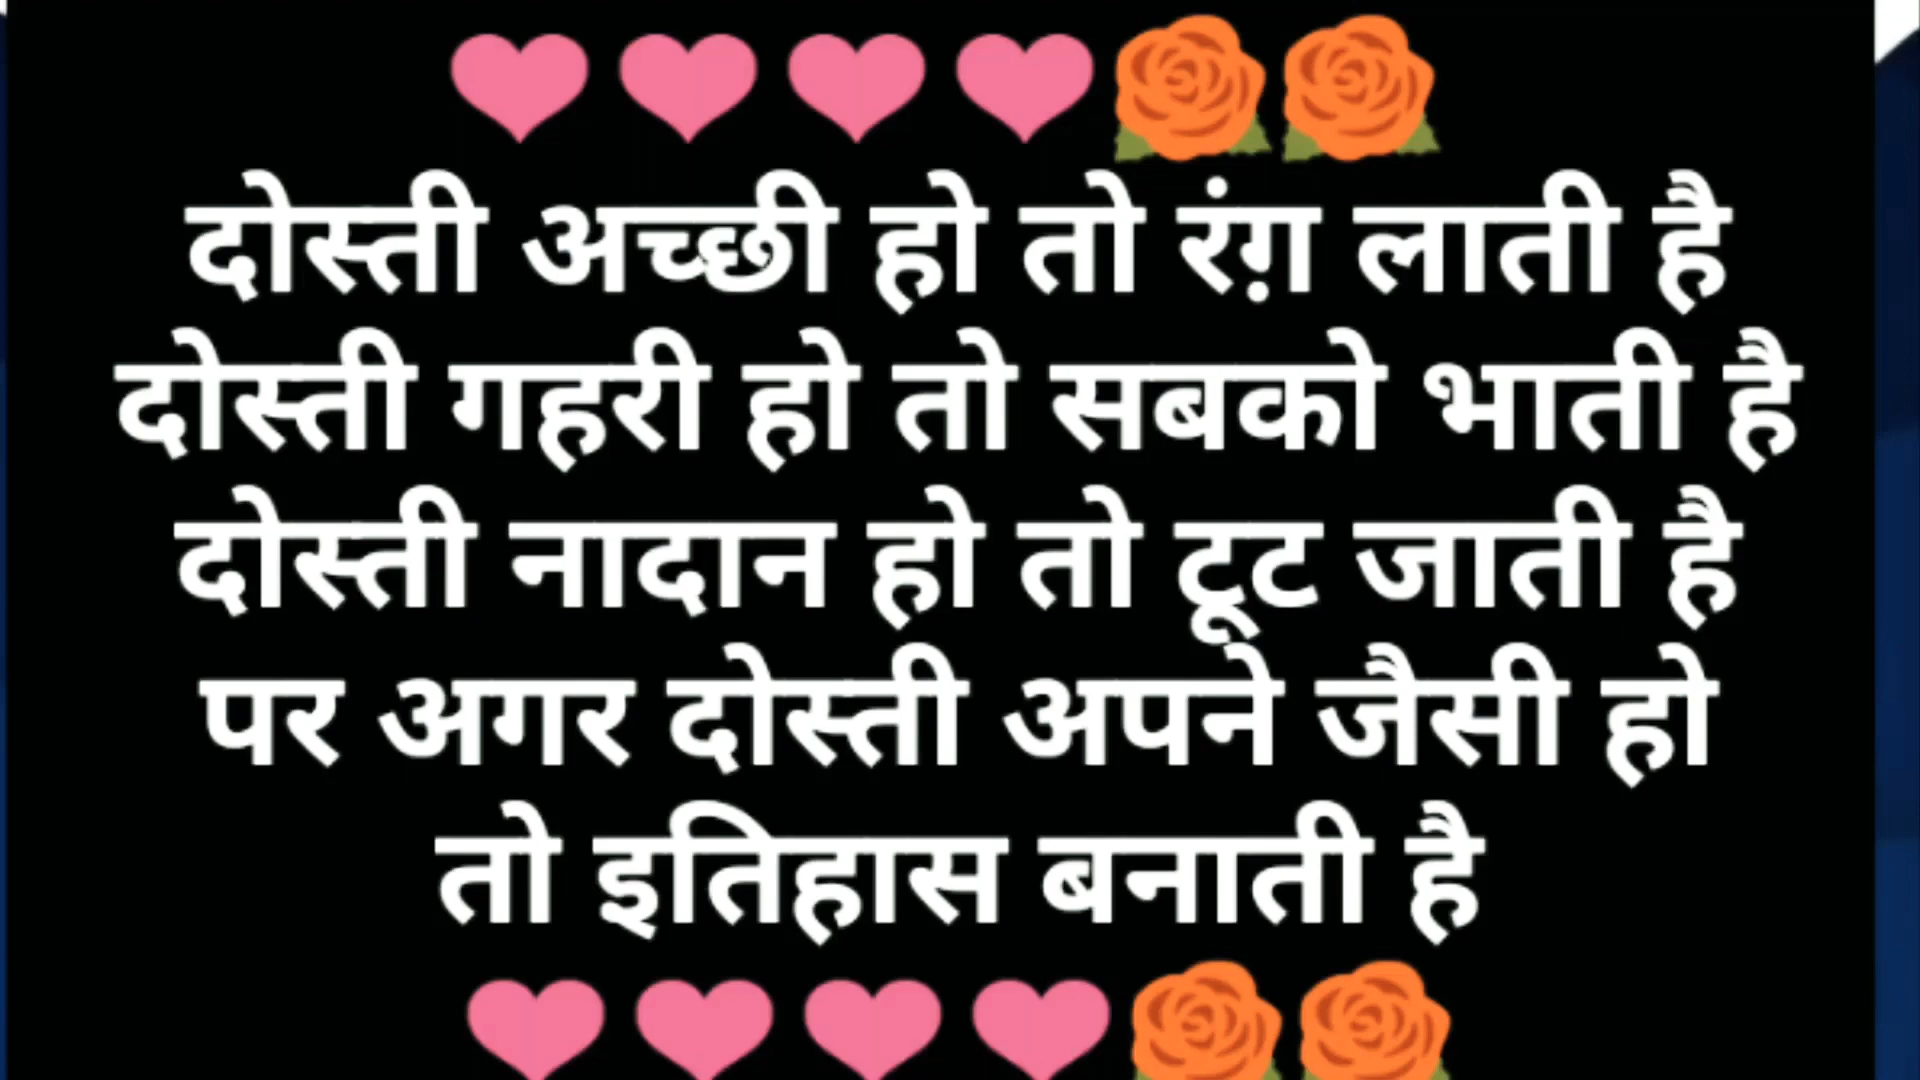 दोस्ती अच्छी हो तो रंग़ लाती है
दोस्ती गहरी हो तो सबको भाती है
दोस्ती नादान हो तो टूट जाती है
पर अगर दोस्ती अपने जैसी हो
तो इतिहास बनाती है